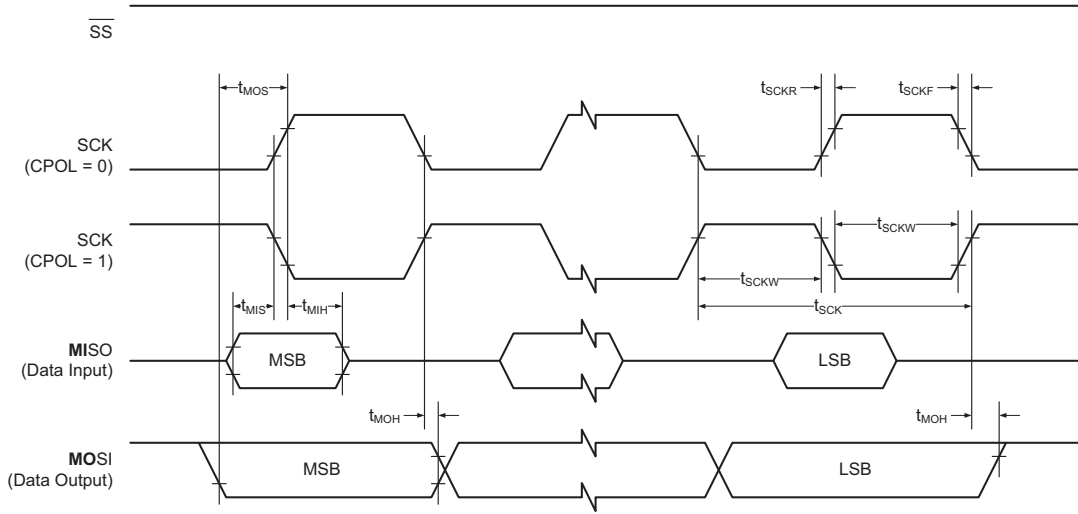 SS
tMOS
tSCKR
tSCKF
SCK
(CPOL = 0)
SCK
(CPOL = 1)
tSCKW
tSCKW
tMIS
tMIH
tSCK
MISO
(Data Input)
MSB
LSB
tMOH
tMOH
MOSI
(Data Output)
MSB
LSB